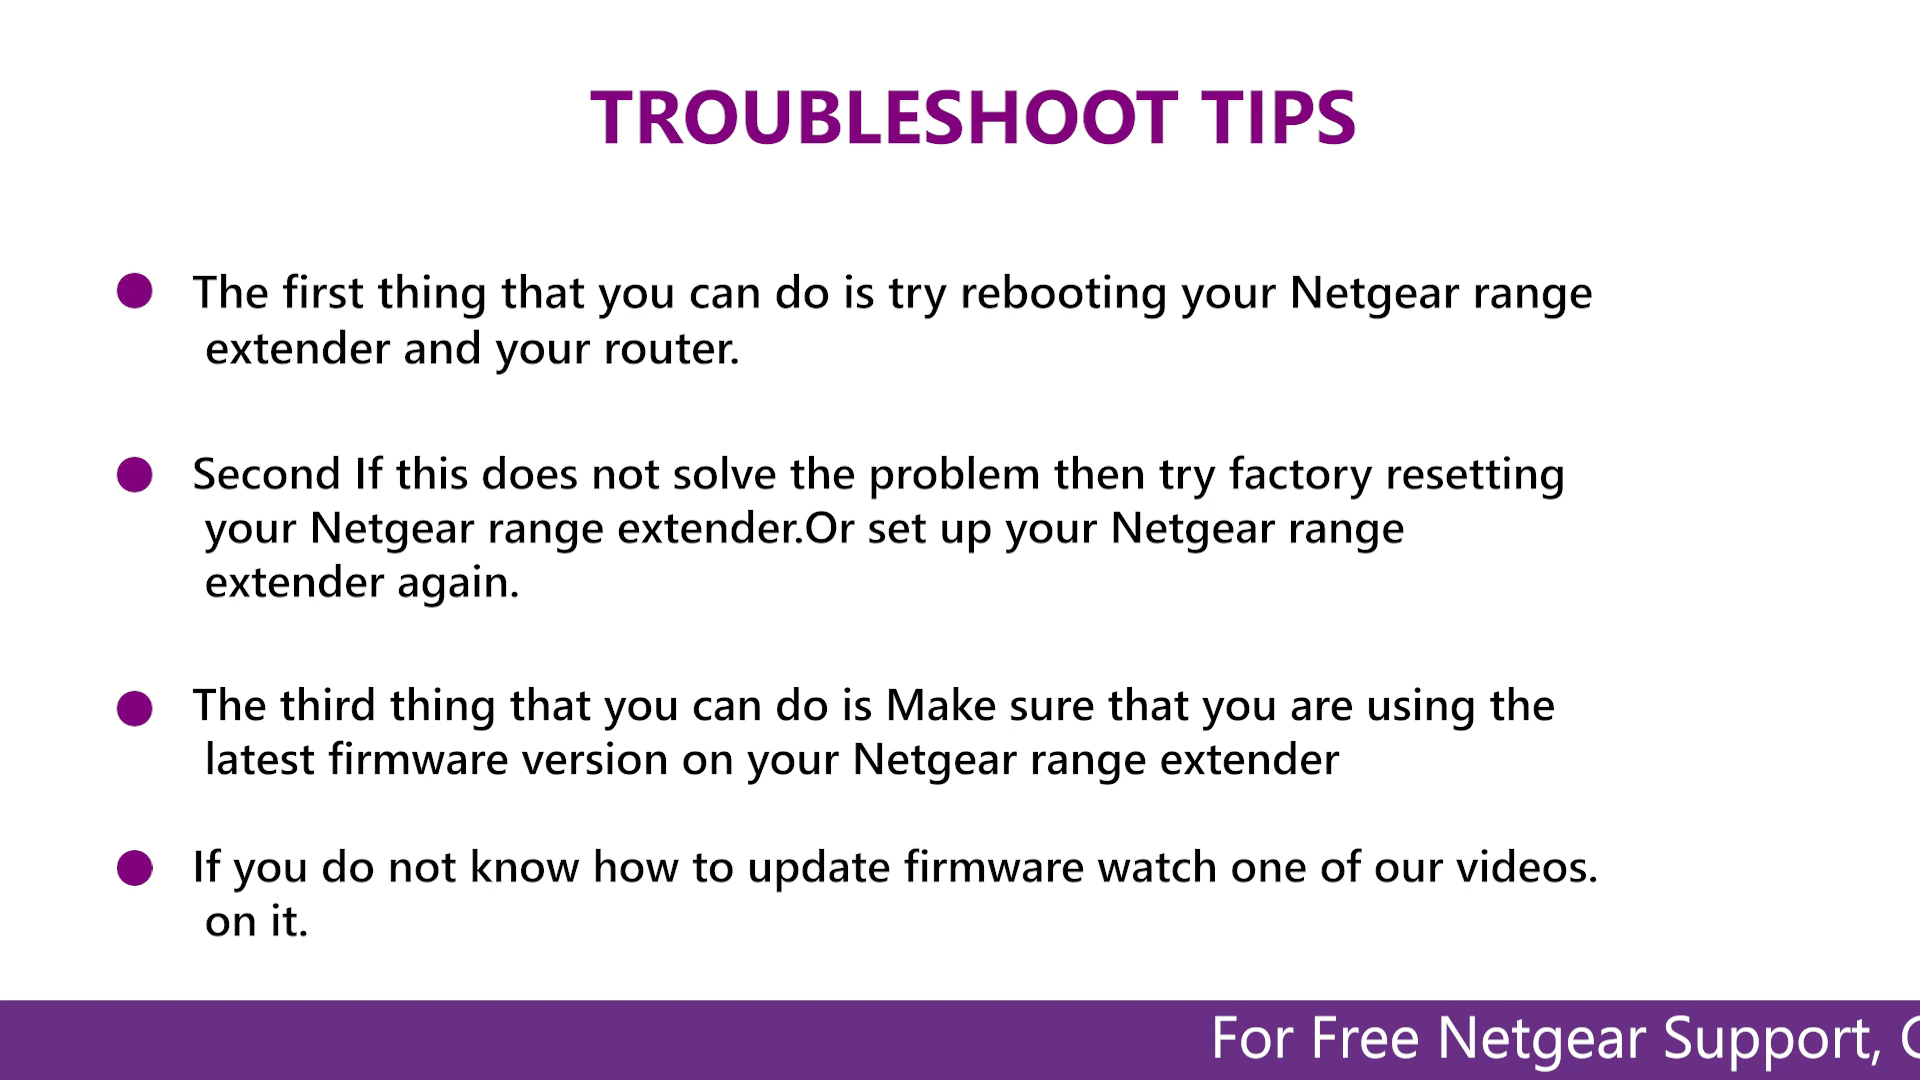 TROUBLESHOOT TIPS
The first thing that you can do is try rebooting your Netgear range
extender and your router.
Second If this does not solve the problem then try factory resetting
your Netgear range extender.Or set up your Netgear range
extender again.
The third thing that you can do is Make sure that you are using the
latest firmware version on your Netgear range extender
If you do not know how to update firmware watch one of our videos.
on it.
For Free Netgear Support,